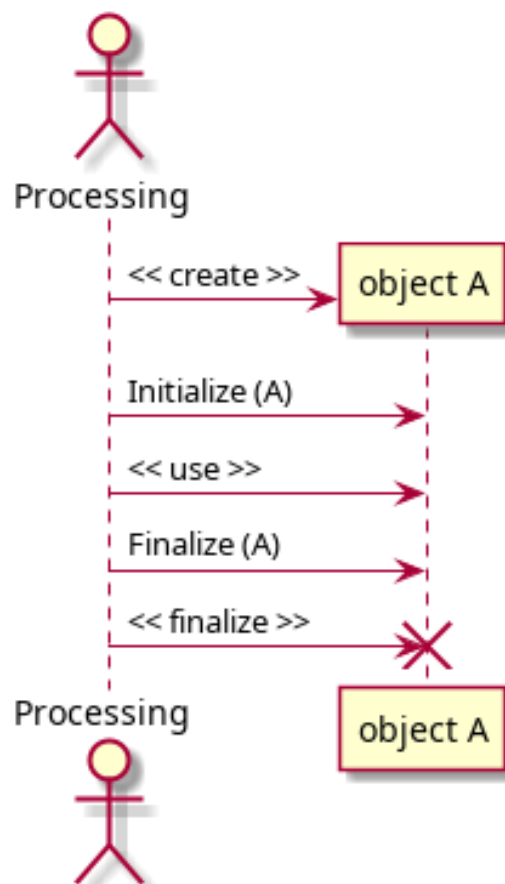 Processing
<< create >>
object A
Initialize (A)
<< use >>
Finalize (A)
<< finalize >>
Processing
object A